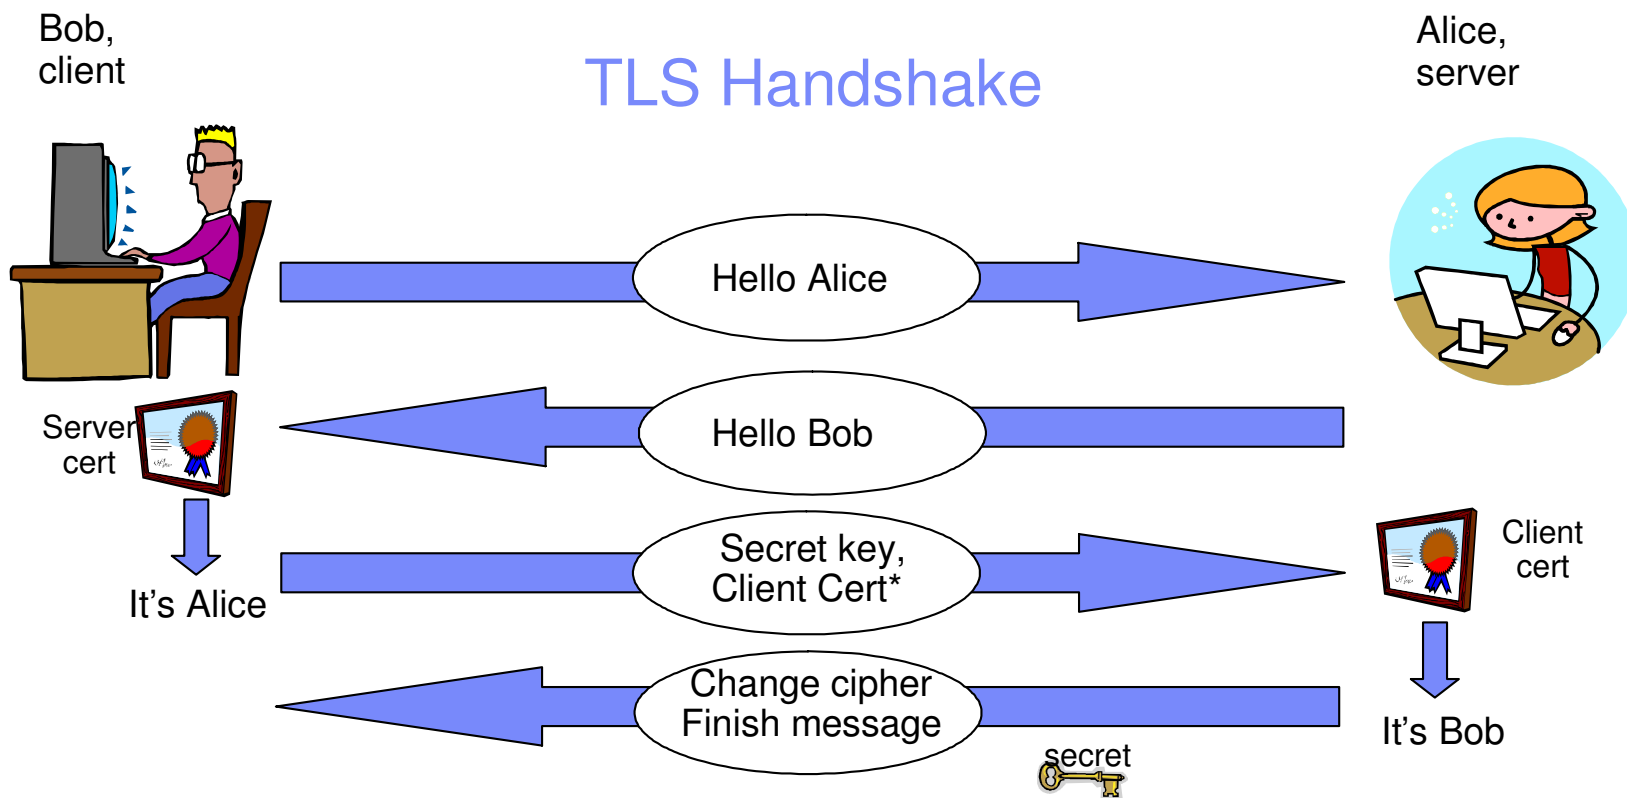 Bob,
client
TLS Handshake
Alice,
server
Hello Alice
Hello Bob
Server
cert
It's Alice
Secret key,
Client Cert*
Client
cert
It's Bob
Change cipher
Finish message
secret